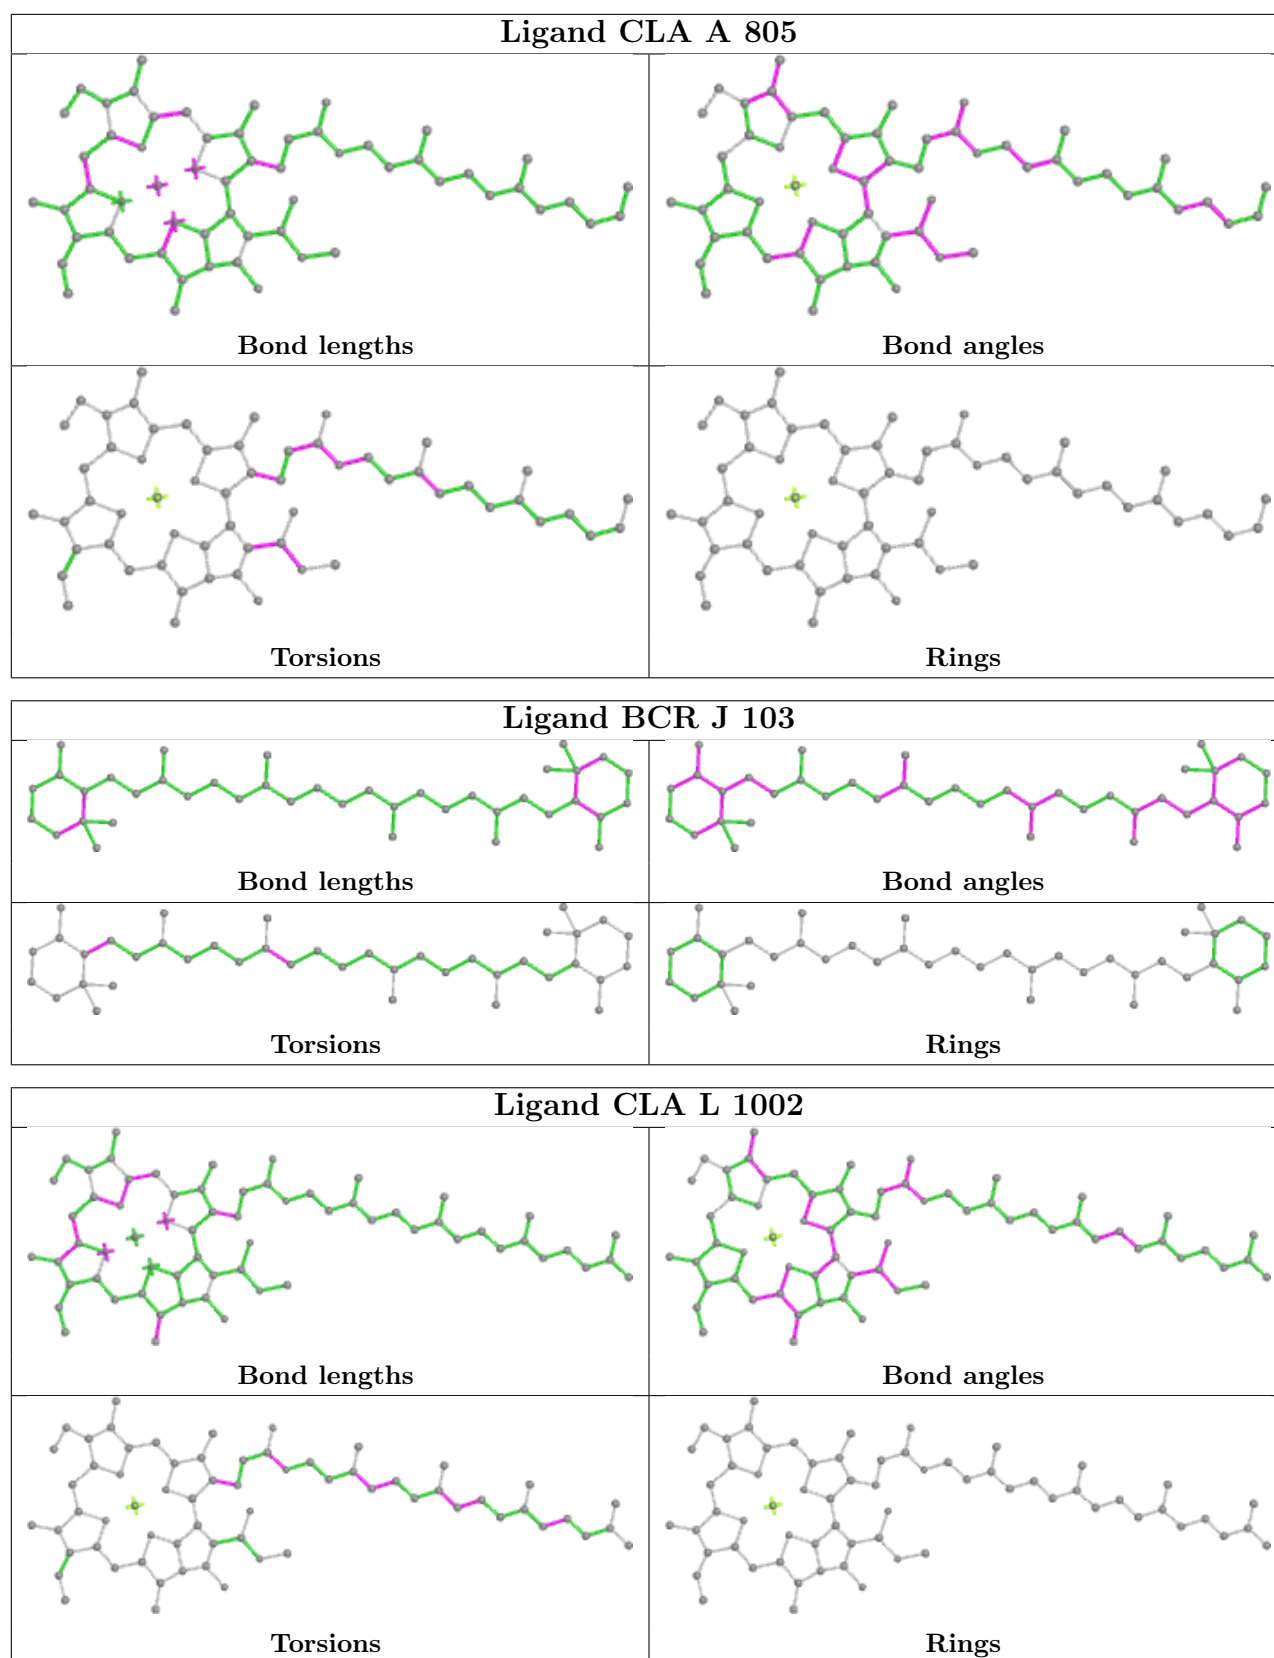 Ligand CLA A 805
Bond lengths
Bond angles
Torsions
Rings
Ligand BCR J 103
Bond lengths
Bond angles
Torsions
Rings
Ligand CLA L 1002
Bond lengths
Bond angles
Torsions
Rings